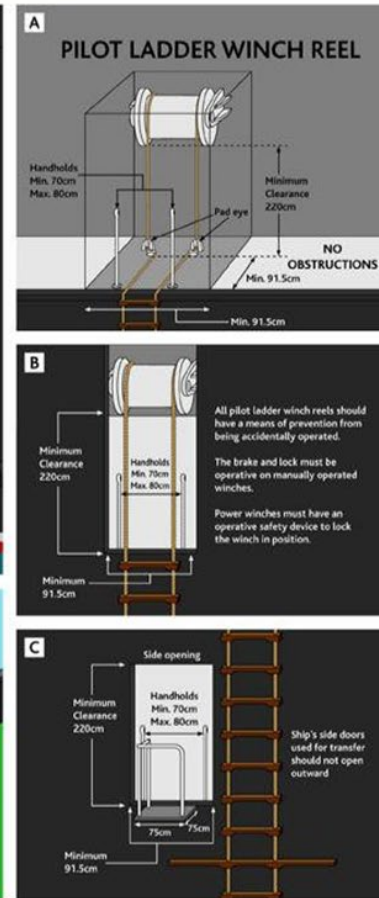 A
PILOT LADDER WINCH REEL
Handholds
Min. 70cm
Max. 80cm
Pad eye
Minimum
Clearance
220cm
NO
OBSTRUCTIONS
Min. 91.5cm
Min. 91.5cm
B
Minimum
Clearance
220cm
Handholds
Min. 70cm
Max. 80cm
Minimum
91.5cm
All pilot ladder winch reels should
have a means of prevention from
being accidentally operated.
The brake and lock must be
operative on manually operated
winches.
Power winches must have an
operative safety device to lock
the winch in position.
C
Side opening
Minimum
Clearance
220cm
Handholds
Min. 70cm
Max. 80cm
75cm
75cm
Minimum
91.5cm
Ship's side doors
used for transfer
should not open
outward